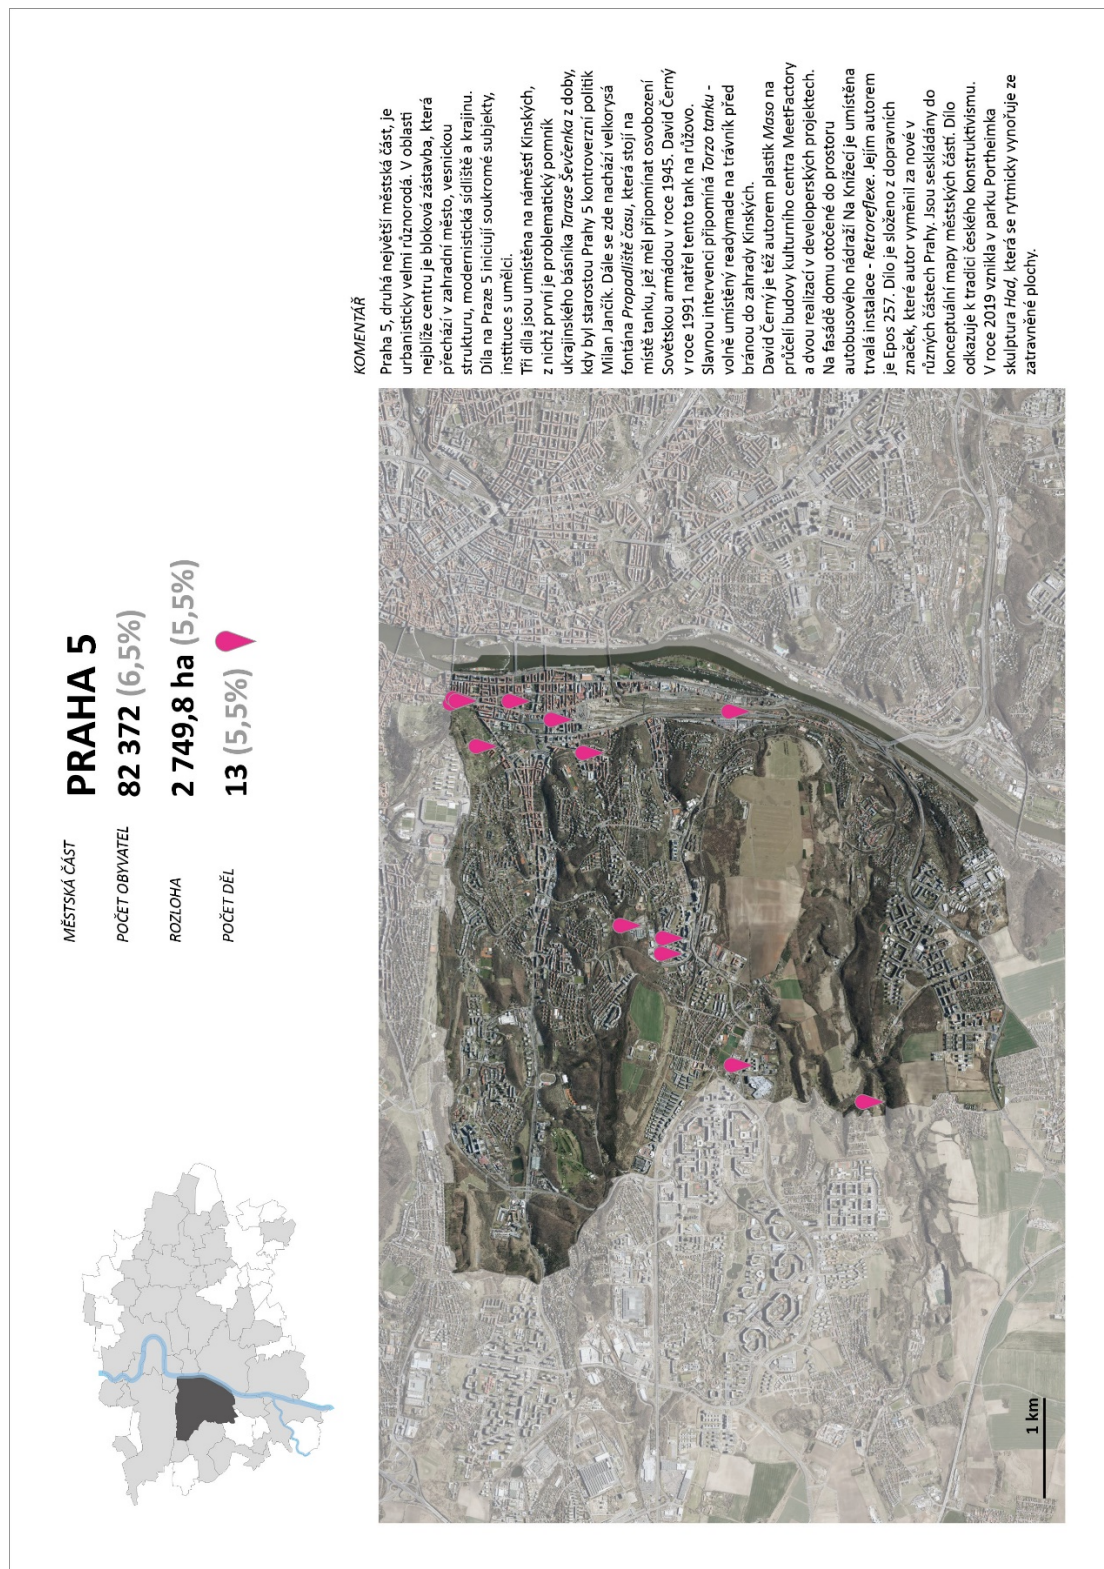 MĚSTSKÁ ČÁST
PRAHA 5
POČET OBYVATEL
82 372 (6,5%)
ROZLOHA
2 749,8 ha (5,5%)
POČET DĚL
13 (5,5%)
KOMENTÁŘ
Praha 5, druhá největší městská část, je
urbanisticky velmi různorodá. V oblasti
nejblíže centru je bloková zástavba, která
přechází v zahradní město, vesnickou
strukturu, modernistická sídliště a krajinu.
Díla na Praze 5 iniciují soukromé subjekty,
instituce s umělci.
Tři díla jsou umístěna na náměstí Kinských,
z nichž první je problematický pomník
ukrajinského básníka Tarase Ševčenka z doby,
kdy byl starostou Prahy 5 kontroverzní politik
Milan Jančík. Dále se zde nachází velkorysá
fontána Propadliště času, která stojí na
místě tanku, jež měl připomínat osvobození
Sovětskou armádou v roce 1945. David Černý
v roce 1991 natřel tento tank na růžovo.
Slavnou intervenci připomíná Torzo tanku -
volně umístěný readymade na trávník před
bránou do zahrady Kinských.
David Černý je též autorem plastik Maso na
průčelí budovy kulturního centra MeetFactory
a dvou realizací v developerských projektech.
Na fasádě domu otočené do prostoru
autobusového nádraží Na Knížecí je umístěna
trvalá instalace - Retroreflexe. Jejím autorem
je Epos 257. Dílo je složeno z dopravních
značek, které autor vyměnil za nové v
různých částech Prahy. Jsou seskládány do
konceptuální mapy městských částí. Dílo
odkazuje k tradici českého konstruktivismu.
V roce 2019 vznikla v parku Portheimka
skulptura Had, která se rytmicky vynořuje ze
zatravněné plochy.
1 km